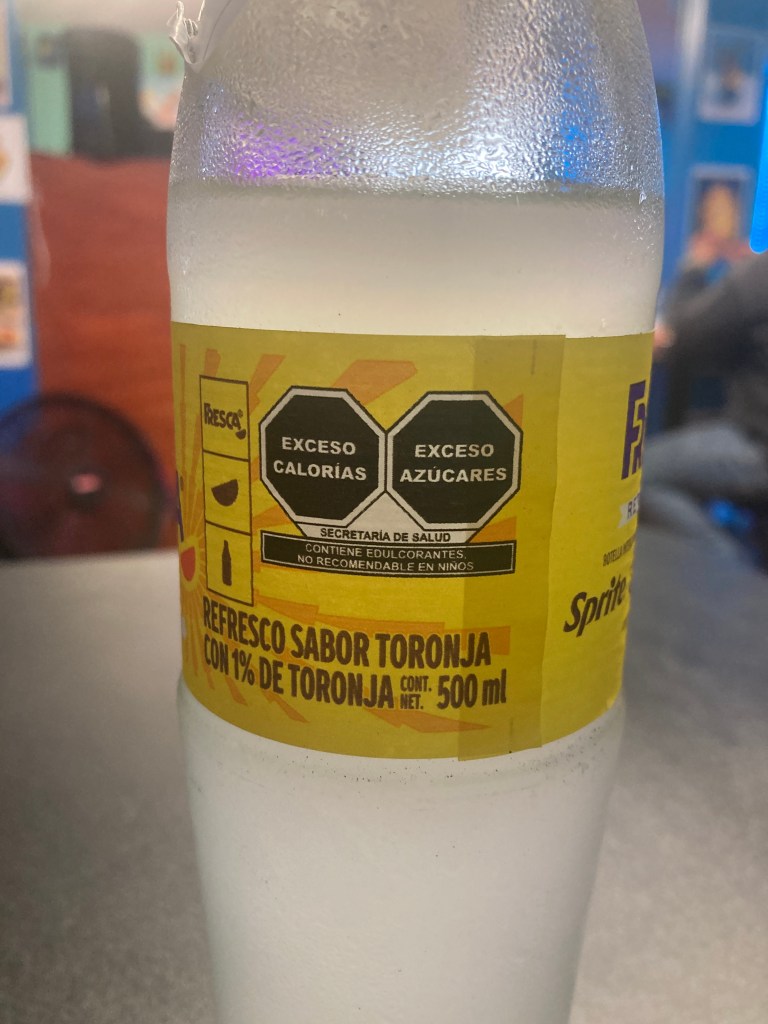 FRESCA
EXCESO
CALORÍAS
EXCESO
AZÚCARES
SECRETARÍA DE SALUD
CONTIENE EDULCORANTES,
NO RECOMENDABLE EN NIÑOS
REFRESCO SABOR TORONJA
CON 1% DE TORONJA CONT. NET. 500 ml
Sprite